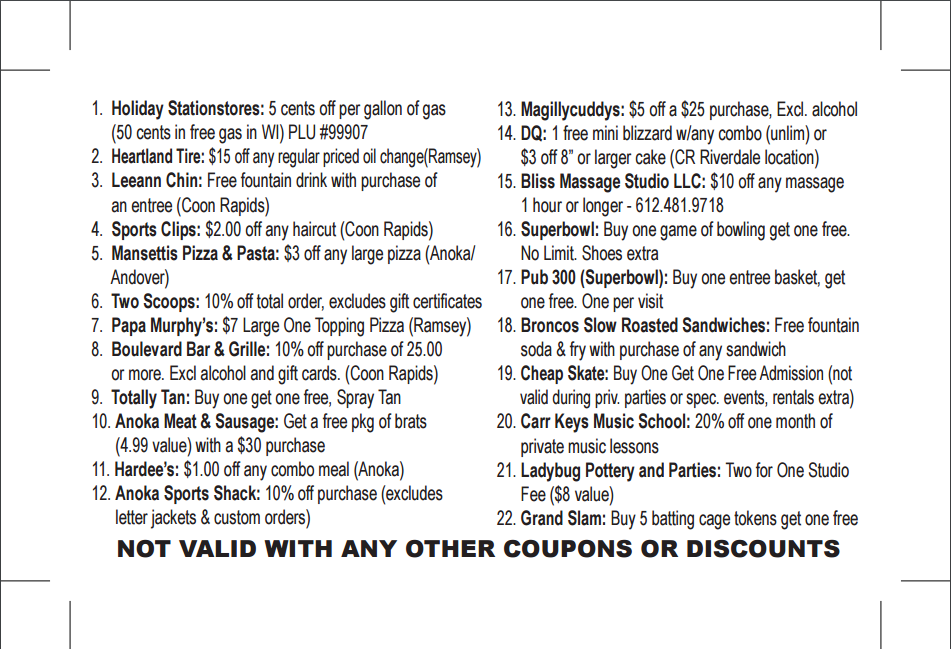 1. Holiday Stationstores: 5 cents off per gallon of gas
(50 cents in free gas in WI) PLU #99907
2. Heartland Tire: $15 off any regular priced oil change(Ramsey)
3. Leeann Chin: Free fountain drink with purchase of
an entree (Coon Rapids)
4. Sports Clips: $2.00 off any haircut (Coon Rapids)
5. Mansettis Pizza & Pasta: $3 off any large pizza (Anoka/
Andover)
6. Two Scoops: 10% off total order, excludes gift certificates
7. Papa Murphy's: $7 Large One Topping Pizza (Ramsey)
8. Boulevard Bar & Grille: 10% off purchase of 25.00
or more. Excl alcohol and gift cards. (Coon Rapids)
9. Totally Tan: Buy one get one free, Spray Tan
10. Anoka Meat & Sausage: Get a free pkg of brats
(4.99 value) with a $30 purchase
11. Hardee's: $1.00 off any combo meal (Anoka)
12. Anoka Sports Shack: 10% off purchase (excludes
letter jackets & custom orders)
13. Magillycuddys: $5 off a $25 purchase, Excl. alcohol
14. DQ: 1 free mini blizzard w/any combo (unlim) or
$3 off 8” or larger cake (CR Riverdale location)
15. Bliss Massage Studio LLC: $10 off any massage
1 hour or longer - 612.481.9718
16. Superbowl: Buy one game of bowling get one free.
No Limit. Shoes extra
17. Pub 300 (Superbowl): Buy one entree basket, get
one free. One per visit
18. Broncos Slow Roasted Sandwiches: Free fountain
soda & fry with purchase of any sandwich
19. Cheap Skate: Buy One Get One Free Admission (not
valid during priv. parties or spec. events, rentals extra)
20. Carr Keys Music School: 20% off one month of
private music lessons
21. Ladybug Pottery and Parties: Two for One Studio
Fee ($8 value)
22. Grand Slam: Buy 5 batting cage tokens get one free
NOT VALID WITH ANY OTHER COUPONS OR DISCOUNTS